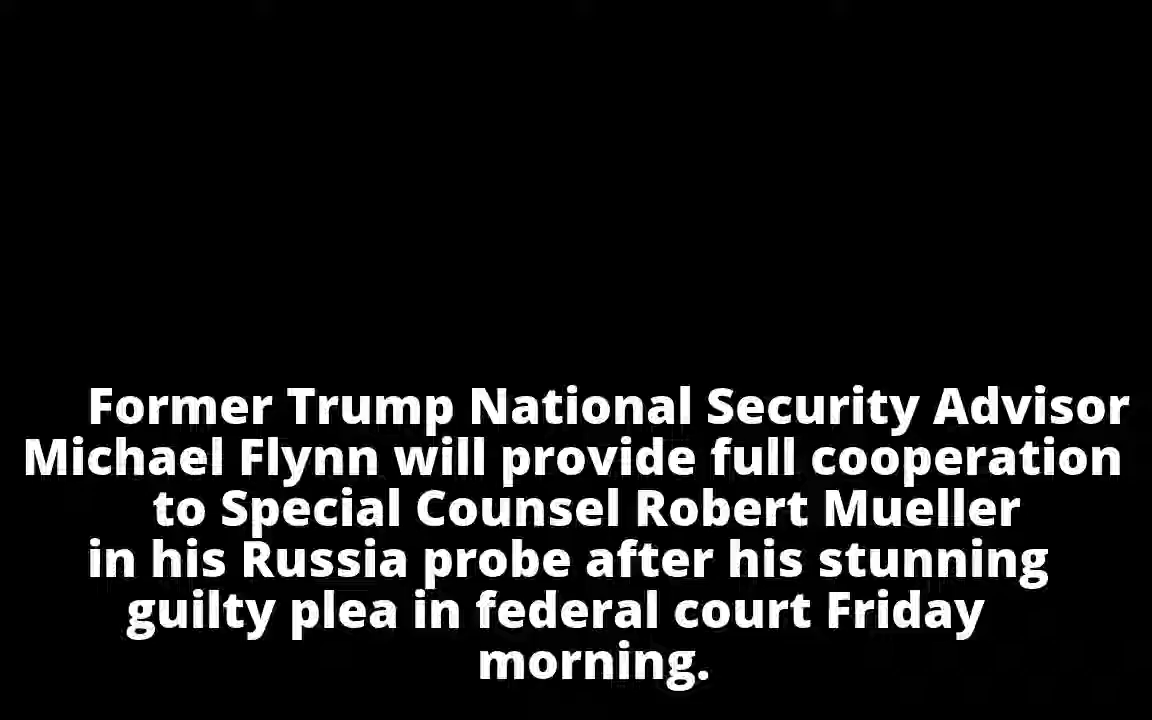 Former Trump National Security Advisor
Michael Flynn will provide full cooperation
to Special Counsel Robert Mueller
in his Russia probe after his stunning
guilty plea in federal court Friday
morning.